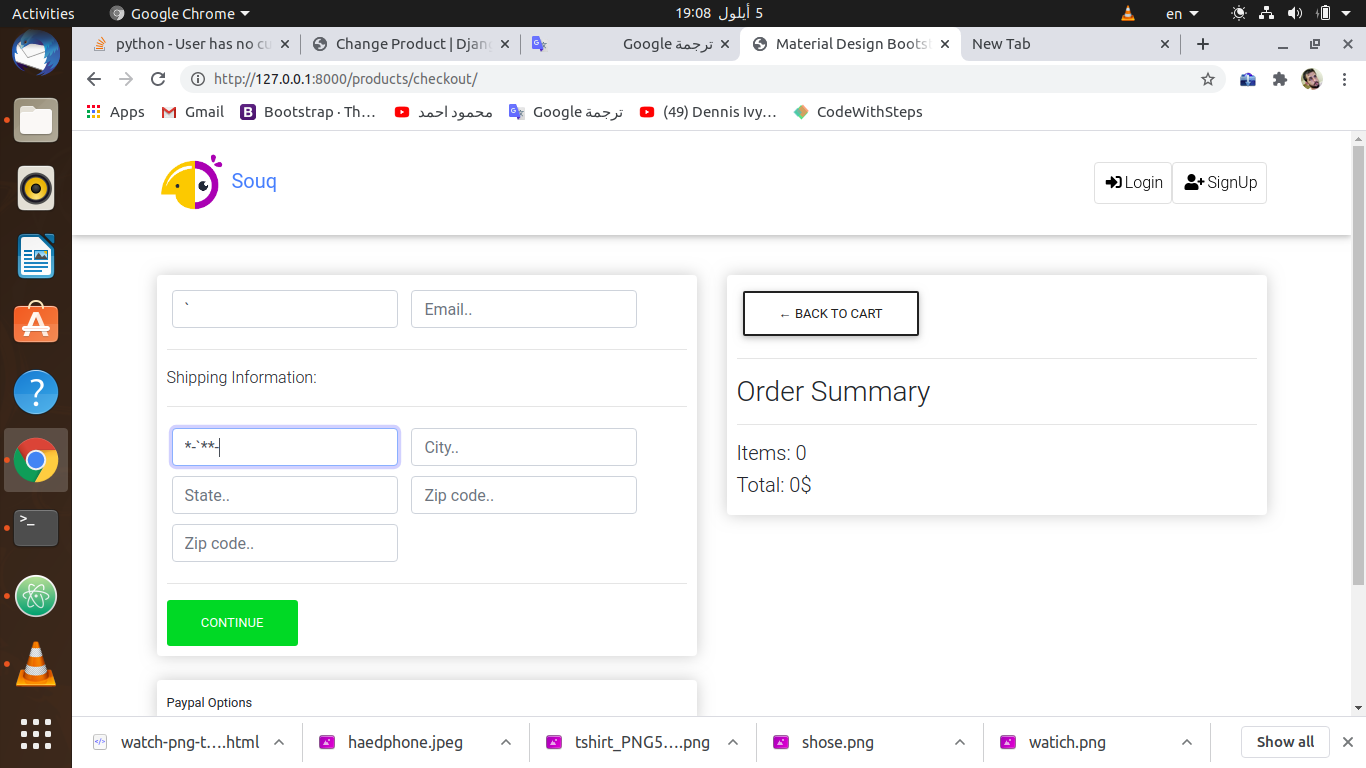 Activities
Google Chrome
5 أيلول 19:08
en
python - User has no cu
Change Product | Djan
ترجمة Google
Material Design Boots
New Tab
http://127.0.0.1:8000/products/checkout/
Apps
Gmail
Bootstrap · Th…
محمود احمد
ترجمة Google
(49) Dennis Ivy…
CodeWithSteps
Souq
Login
SignUp
`
Email..
Shipping Information:
*-`**-
City..
State..
Zip code..
Zip code..
CONTINUE
← BACK TO CART
Order Summary
Items: 0
Total: 0$
Paypal Options
watch-png-t….html
haedphone.jpeg
tshirt_PNG5….png
shose.png
watich.png
Show all